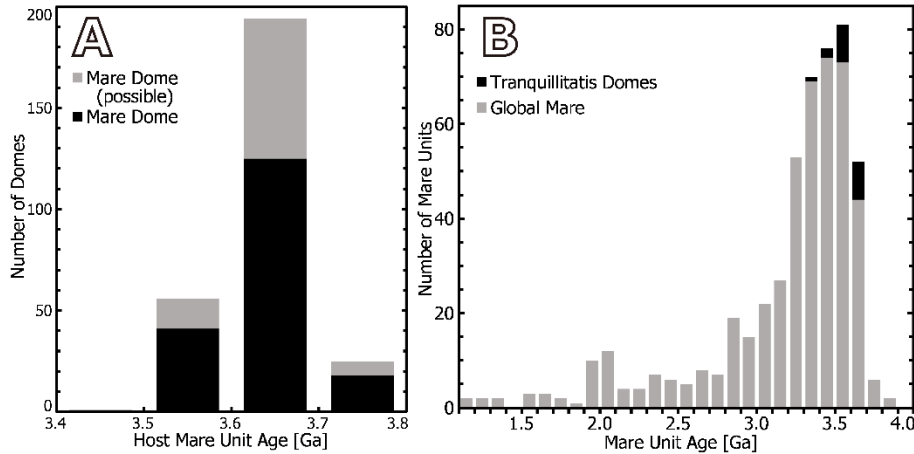 A
Mare Dome
(possible)
Mare Dome
Number of Domes
200
150
100
50
0
3.4
3.5
3.6
3.7
3.8
Host Mare Unit Age [Ga]
B
Tranquillitatis Domes
Global Mare
Number of Mare Units
80
60
40
20
0
1.5
2.0
2.5
3.0
3.5
4.0
Mare Unit Age [Ga]